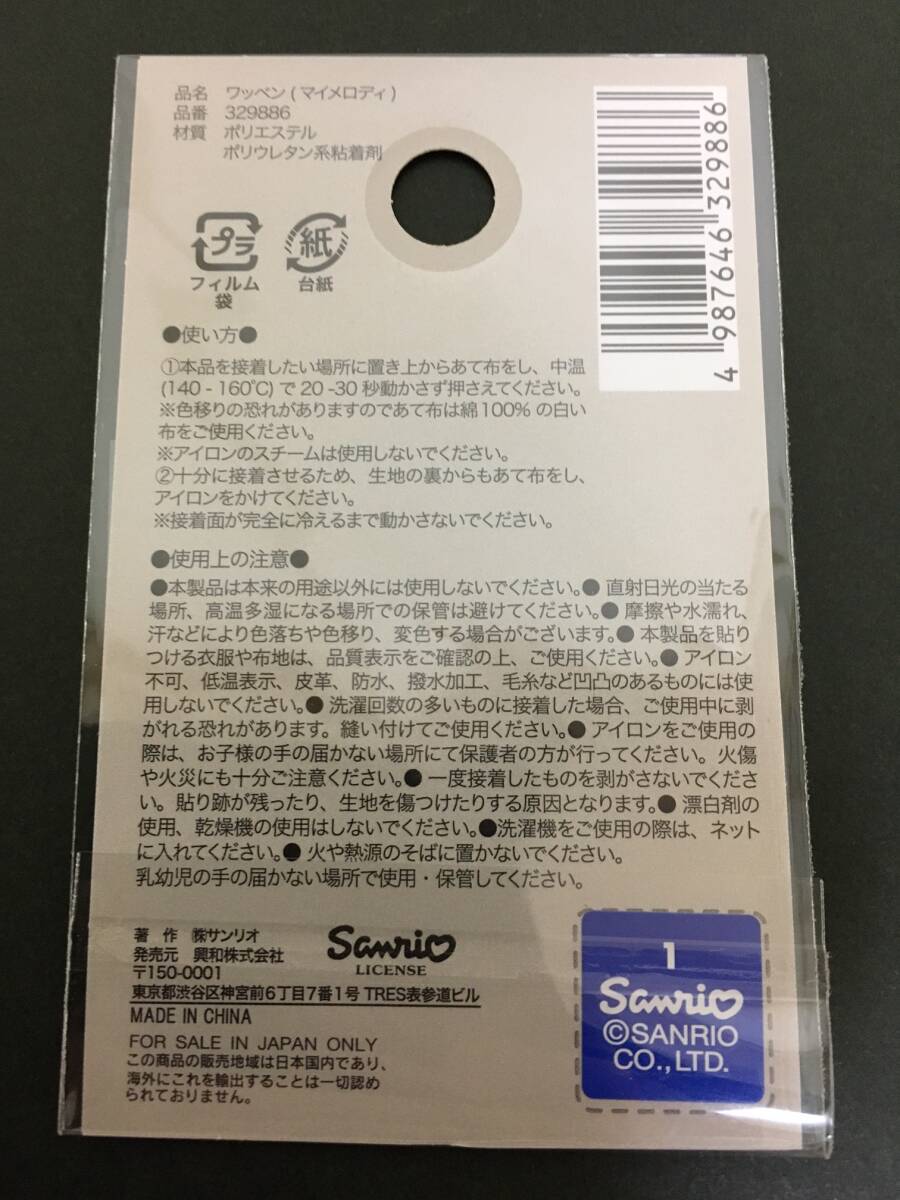 品名 ワッペン(マイメロディ)
品番 329886
材質 ポリエステル
ポリウレタン系粘着剤
4 987646 329886
プラ
フィルム
袋
紙
台紙
●使い方●
①本品を接着したい場所に置き上からあて布をし、中温
(140 - 160℃) で 20 -30 秒動かさず押さえてください。
※色移りの恐れがありますのであて布は綿100% の白い
布をご使用ください。
※アイロンのスチームは使用しないでください。
②十分に接着させるため、生地の裏からもあて布をし、
アイロンをかけてください。
※接着面が完全に冷えるまで動かさないでください。
●使用上の注意●
●本製品は本来の用途以外には使用しないでください。● 直射日光の当たる
場所、高温多湿になる場所での保管は避けてください。● 摩擦や水濡れ、
汗などにより色落ちや色移り、変色する場合がございます。● 本製品を貼り
つける衣服や布地は、品質表示をご確認の上、ご使用ください。● アイロン
不可、低温表示、皮革、防水、撥水加工、毛糸など凹凸のあるものには使
用しないでください。● 洗濯回数の多いものに接着した場合、ご使用中に剥
がれる恐れがあります。縫い付けてご使用ください。● アイロンをご使用の
際は、お子様の手の届かない場所にて保護者の方が行ってください。火傷
や火災にも十分ご注意ください。● 一度接着したものを剥がさないでくださ
い。貼り跡が残ったり、生地を傷つけたりする原因となります。● 漂白剤の
使用、乾燥機の使用はしないでください。●洗濯機をご使用の際は、ネット
に入れてください。● 火や熱源のそばに置かないでください。
乳幼児の手の届かない場所で使用・保管してください。
著 作 ㈱サンリオ
発売元 興和株式会社
〒150-0001
東京都渋谷区神宮前6丁目7番1号 TRES表参道ビル
MADE IN CHINA
Sanrio
LICENSE
FOR SALE IN JAPAN ONLY
この商品の販売地域は日本国内であり、
海外にこれを輸出することは一切認め
られておりません。
1
Sanrio
©SANRIO
CO.,LTD.